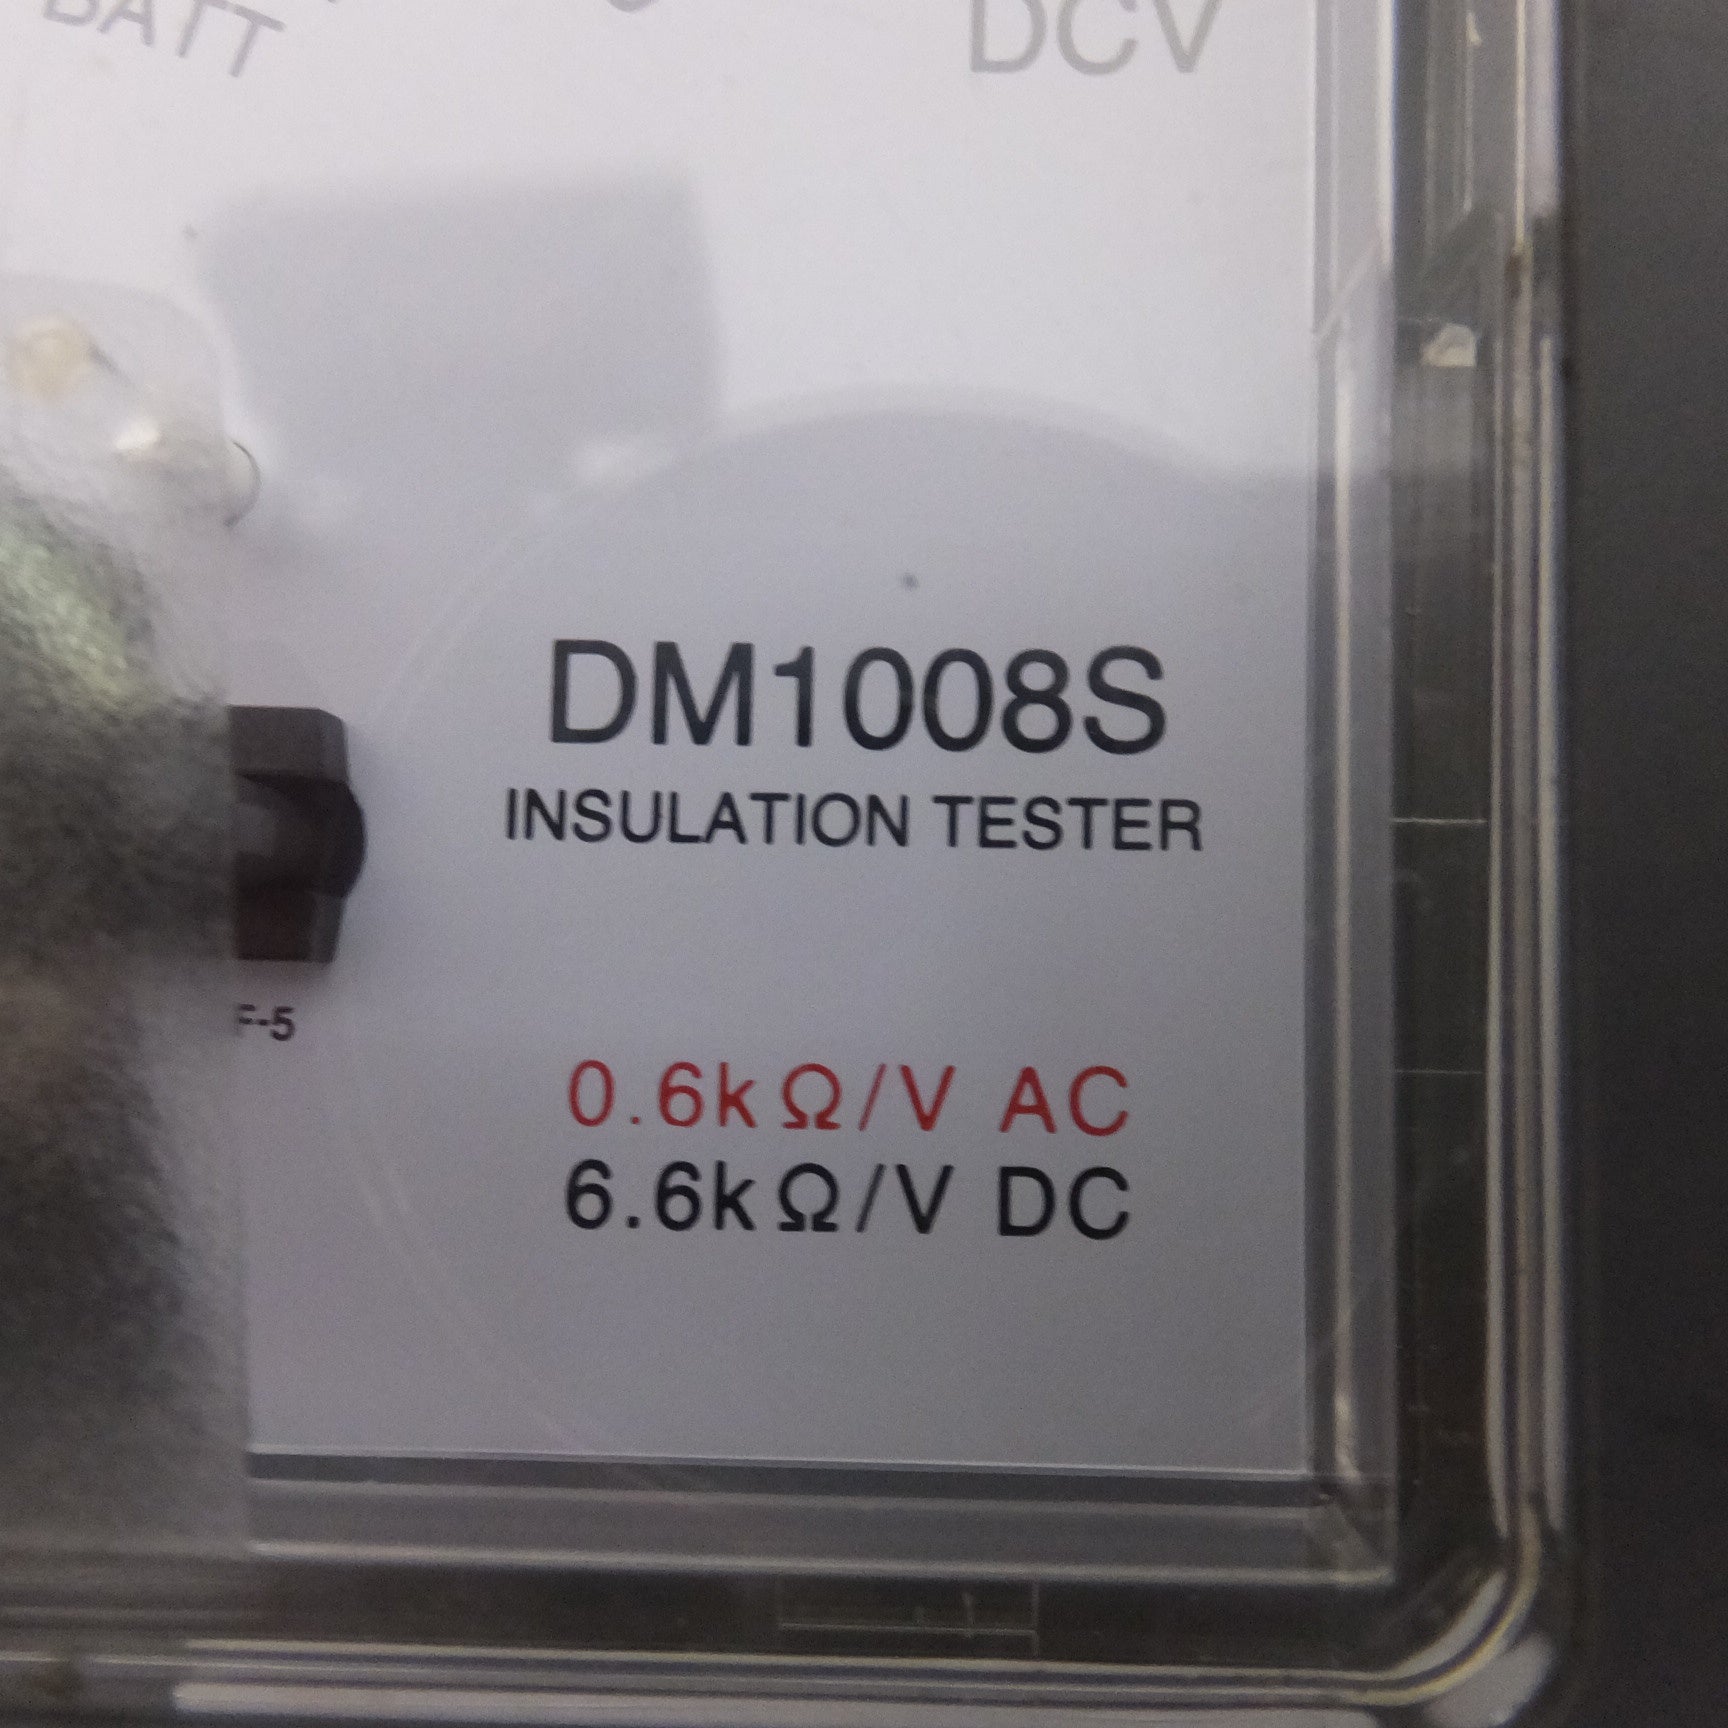 BATT
DCV
DM1008S
INSULATION TESTER
F-5
0.6kΩ/V AC
6.6kΩ/V DC